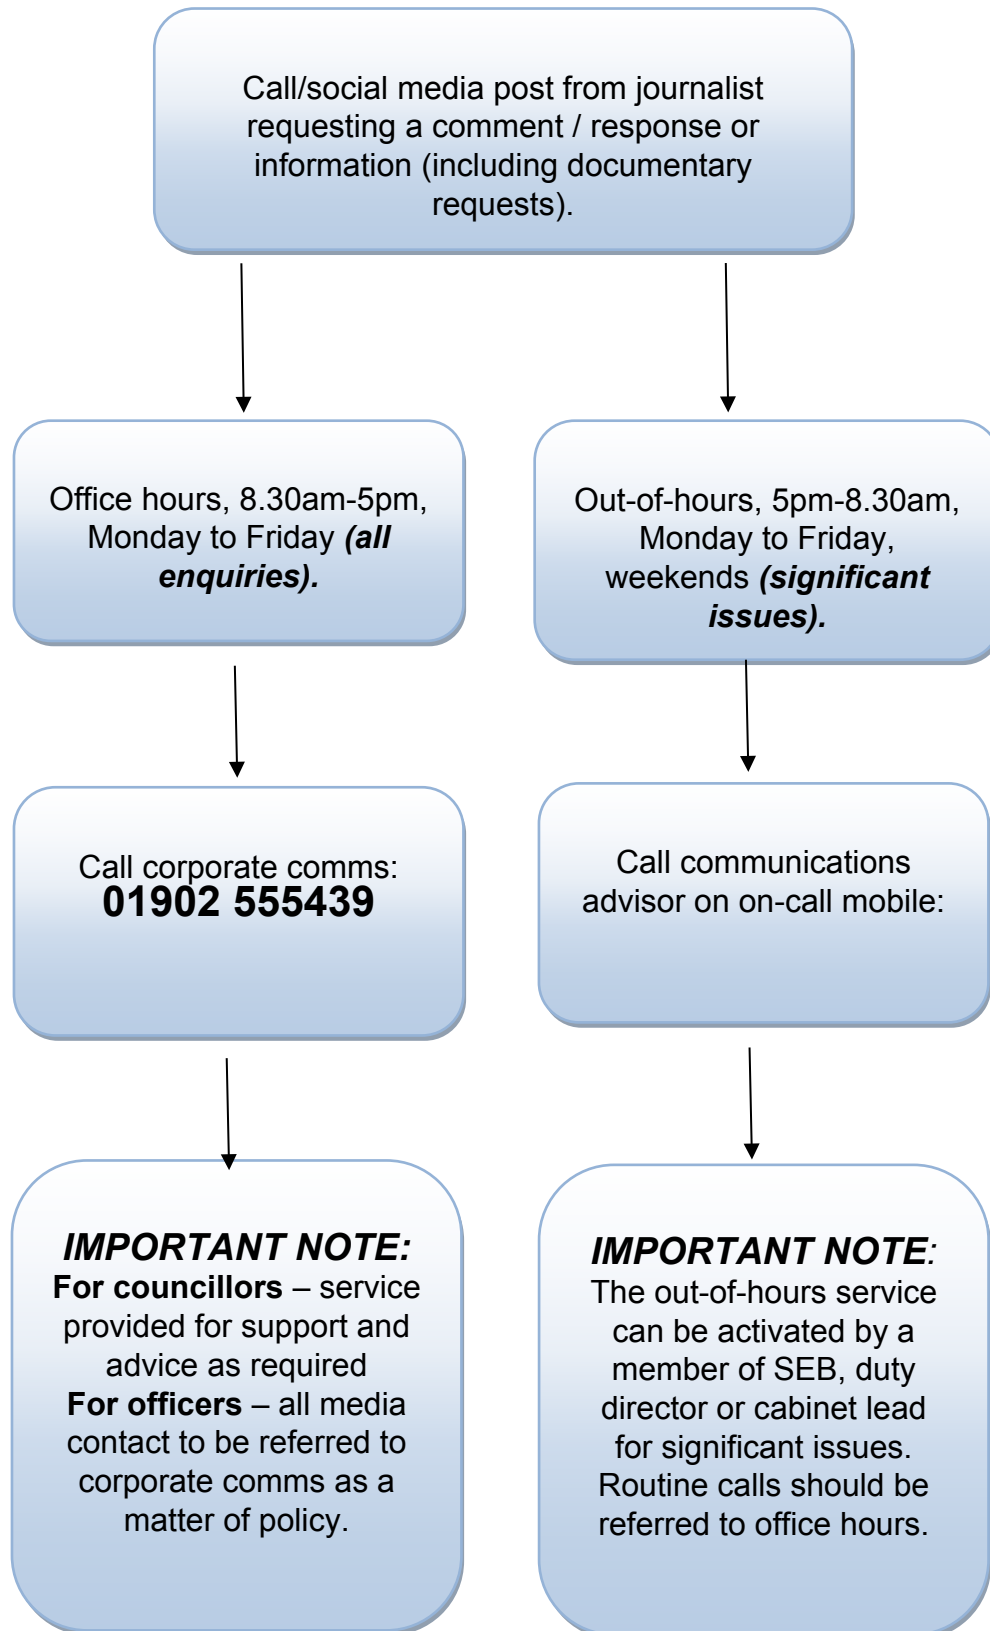 Call/social media post from journalist
requesting a comment / response or
information (including documentary
requests).
Office hours, 8.30am-5pm,
Monday to Friday (all
enquiries).
Out-of-hours, 5pm-8.30am,
Monday to Friday,
weekends (significant
issues).
Call corporate comms:
01902 555439
Call communications
advisor on on-call mobile:
IMPORTANT NOTE:
For councillors – service
provided for support and
advice as required
For officers – all media
contact to be referred to
corporate comms as a
matter of policy.
IMPORTANT NOTE:
The out-of-hours service
can be activated by a
member of SEB, duty
director or cabinet lead
for significant issues.
Routine calls should be
referred to office hours.